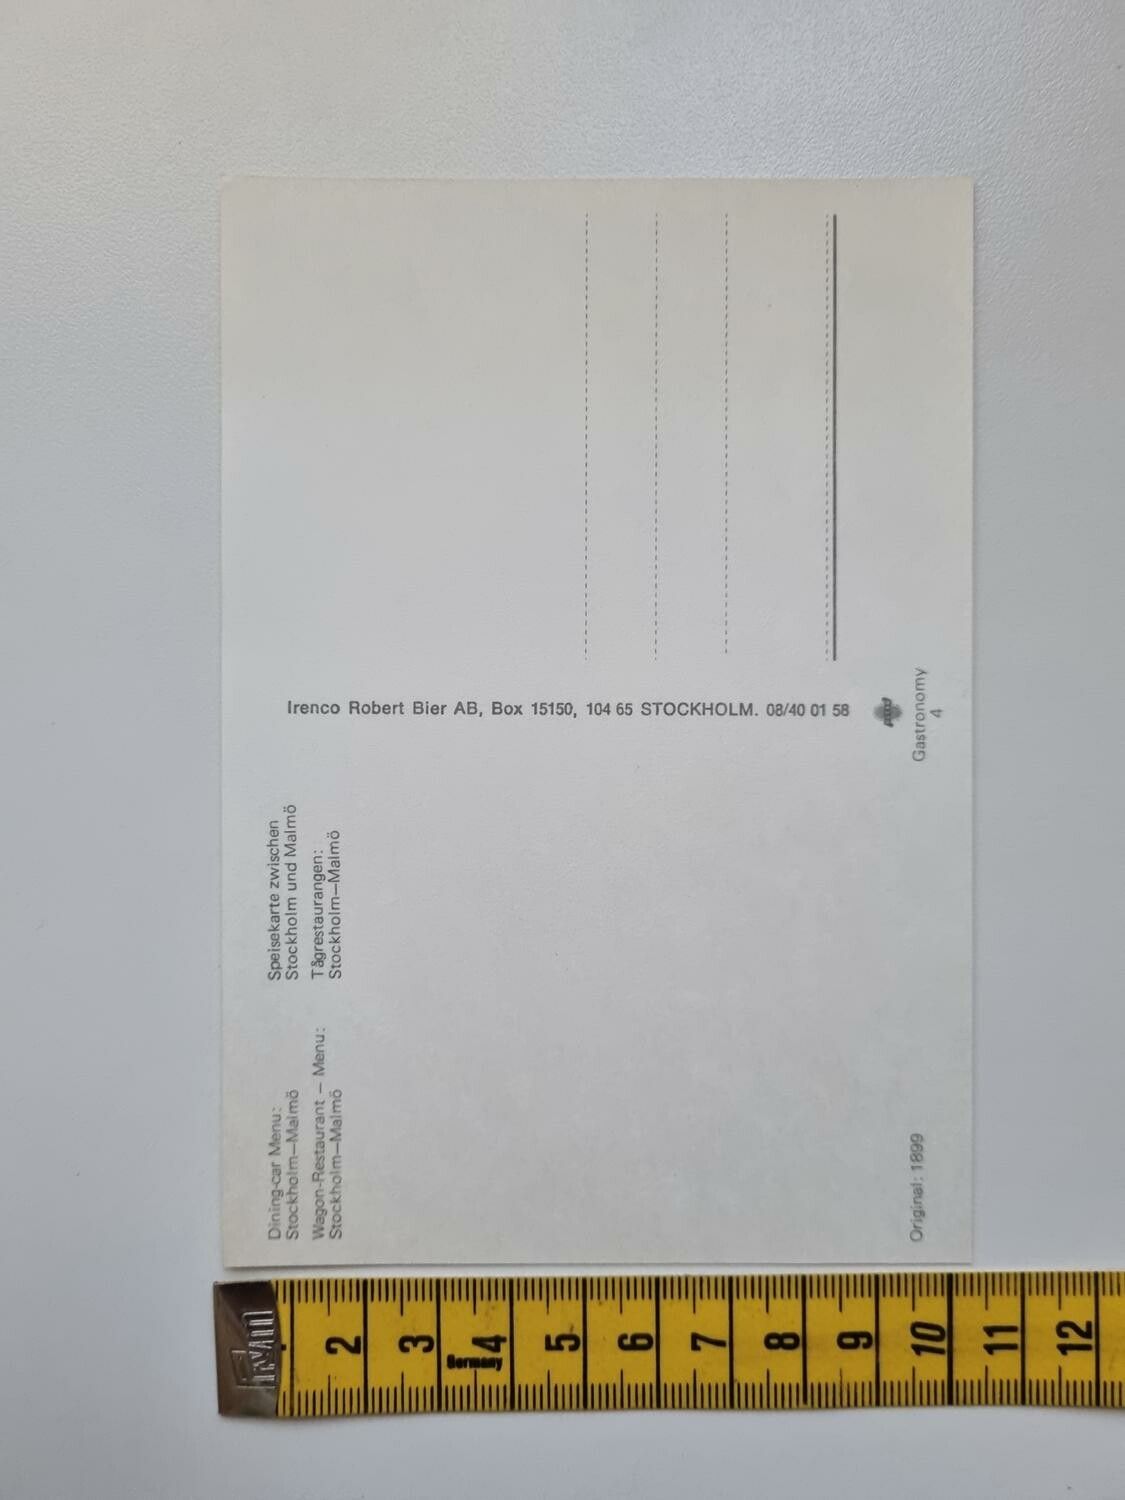 Dining-car Menu:
Stockholm—Malmö
Wagon-Restaurant — Menu:
Stockholm—Malmö
Speisekarte zwischen
Stockholm und Malmö
Tågrestaurangen:
Stockholm—Malmö
Irenco Robert Bier AB, Box 15150, 104 65 STOCKHOLM. 08/40 01 58
Gastronomy
4
Original: 1899
2 3 4 5 6 7 8 9 10 11 12
Germany